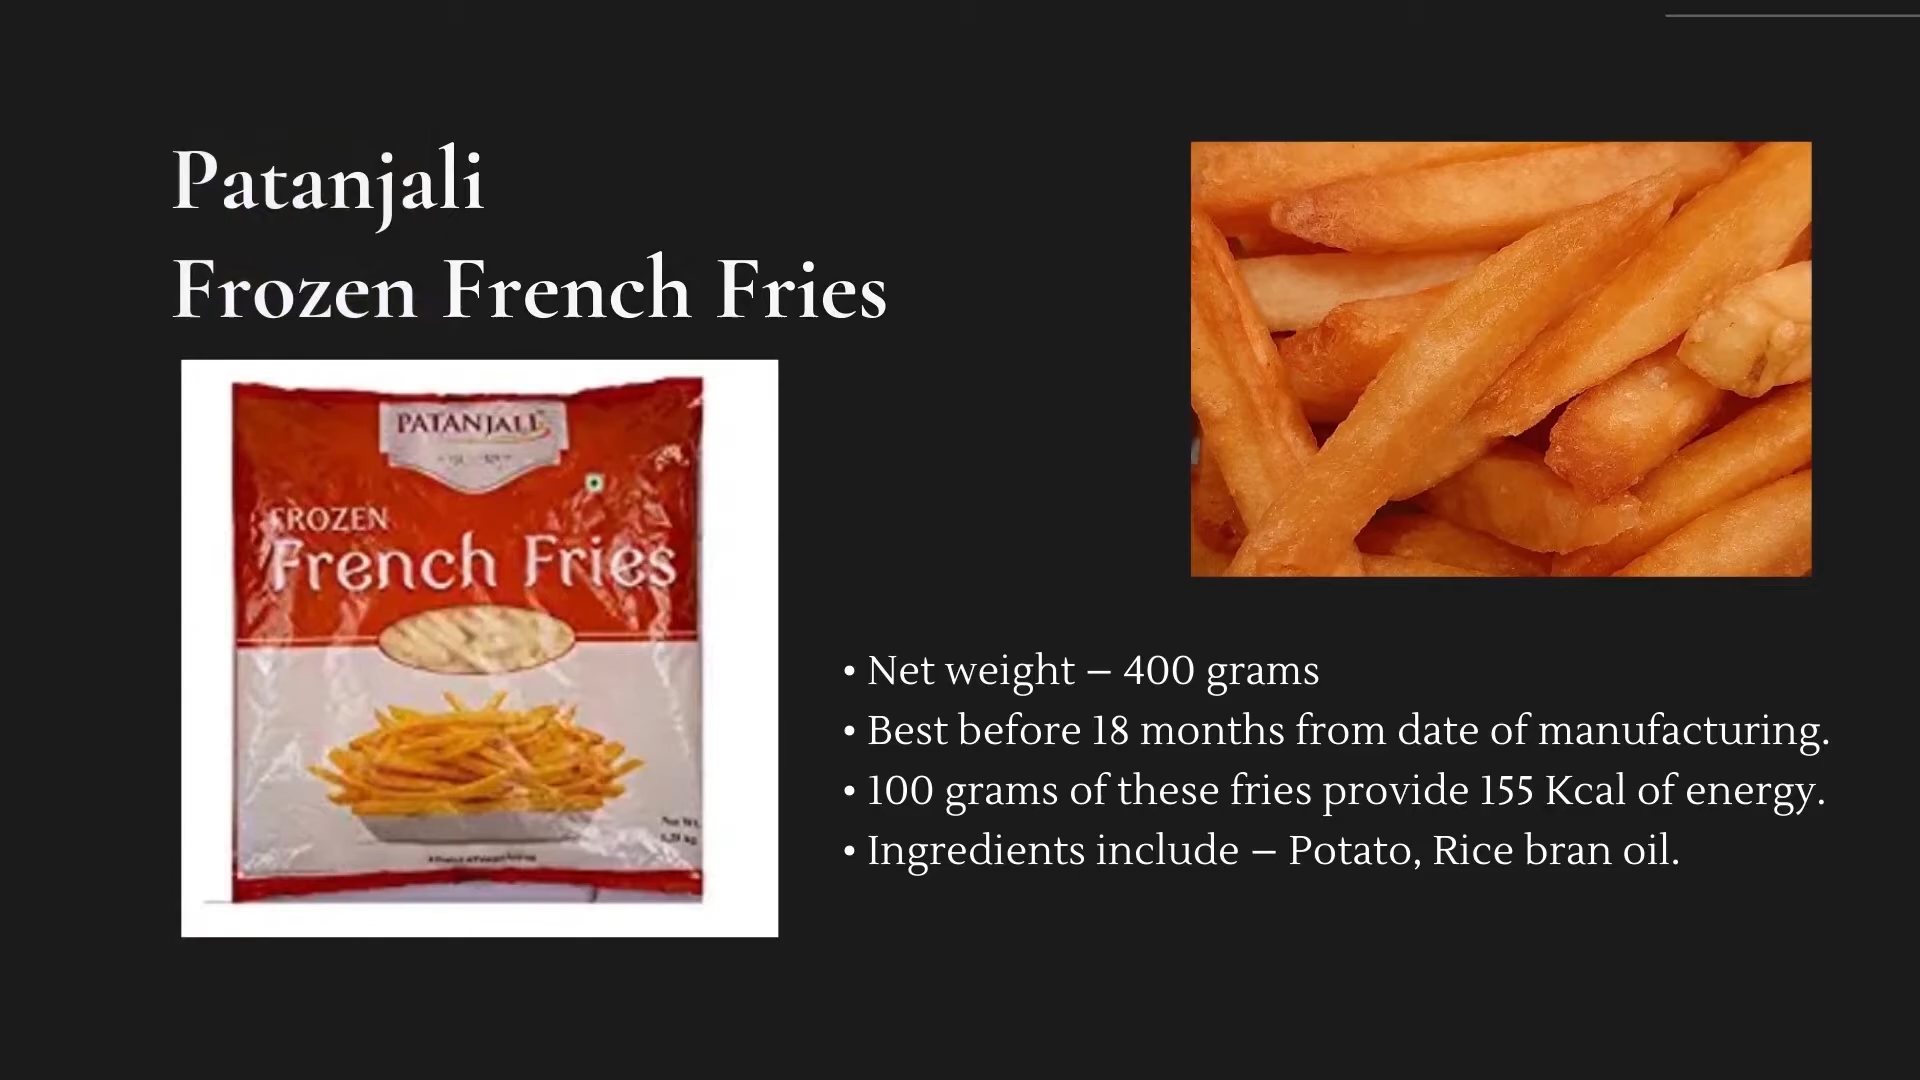 Patanjali
Frozen French Fries
PATANJALI
FROZEN
French Fries
• Net weight – 400 grams
• Best before 18 months from date of manufacturing.
• 100 grams of these fries provide 155 Kcal of energy.
• Ingredients include – Potato, Rice bran oil.